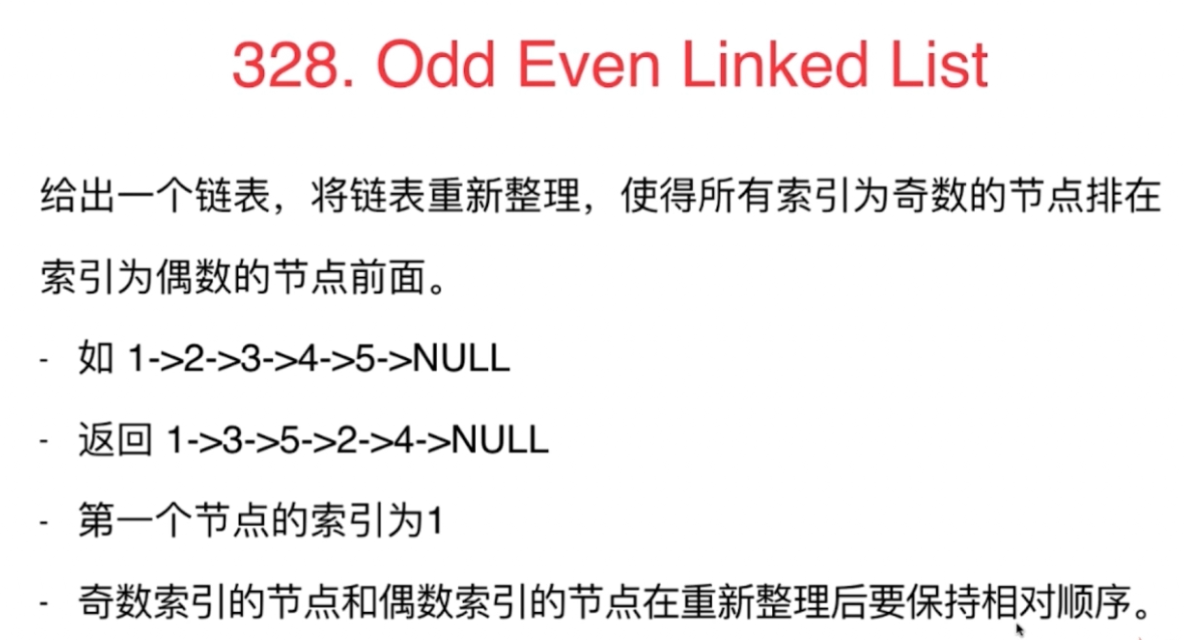 328. Odd Even Linked List
给出一个链表，将链表重新整理，使得所有索引为奇数的节点排在
索引为偶数的节点前面。
- 如 1->2->3->4->5->NULL
- 返回 1->3->5->2->4->NULL
- 第一个节点的索引为1
- 奇数索引的节点和偶数索引的节点在重新整理后要保持相对顺序。